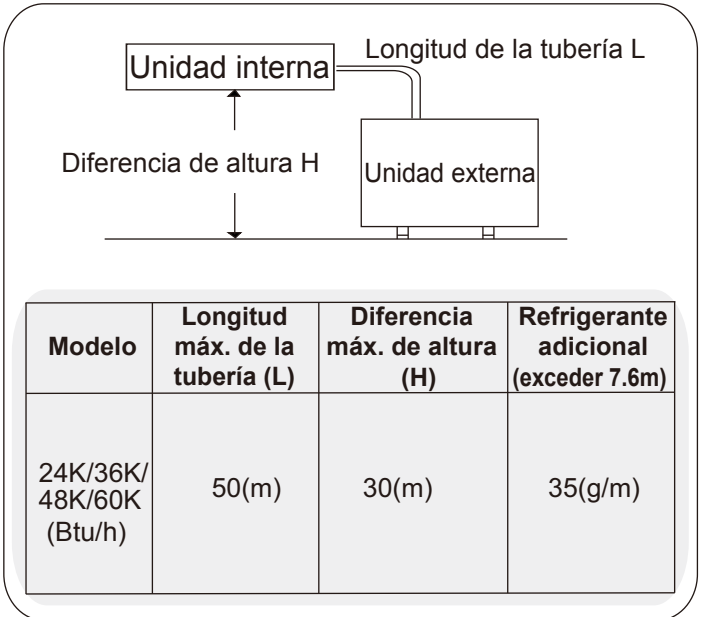 Longitud de la tubería L
Unidad interna
Diferencia de altura H
Unidad externa
Modelo
Longitud
máx. de la
tubería (L)
Diferencia
máx. de altura
(H)
Refrigerante
adicional
(exceder 7.6m)
24K/36K/
48K/60K
(Btu/h)
50(m)
30(m)
35(g/m)